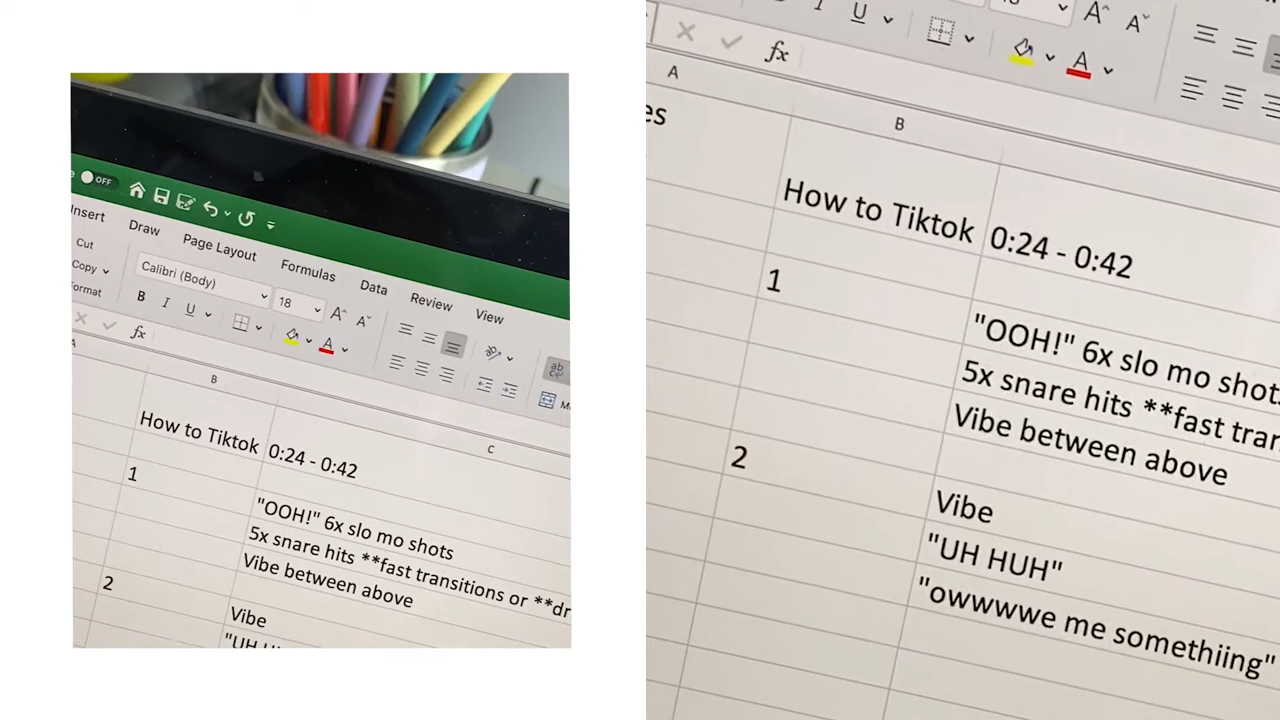 OFF
Insert
Draw
Page Layout
Formulas
Data
Review
View
Cut
Copy
Format
Calibri (Body)
18
B I U
fx
A
B
C
How to Tiktok 0:24 - 0:42
1
"OOH!" 6x slo mo shots
5x snare hits **fast transitions or **dr
Vibe between above
2
Vibe
U
A
fx
A
B
es
How to Tiktok 0:24 - 0:42
1
"OOH!" 6x slo mo shots
5x snare hits **fast tran
Vibe between above
2
Vibe
"UH HUH"
"owwwwe me somethiing"